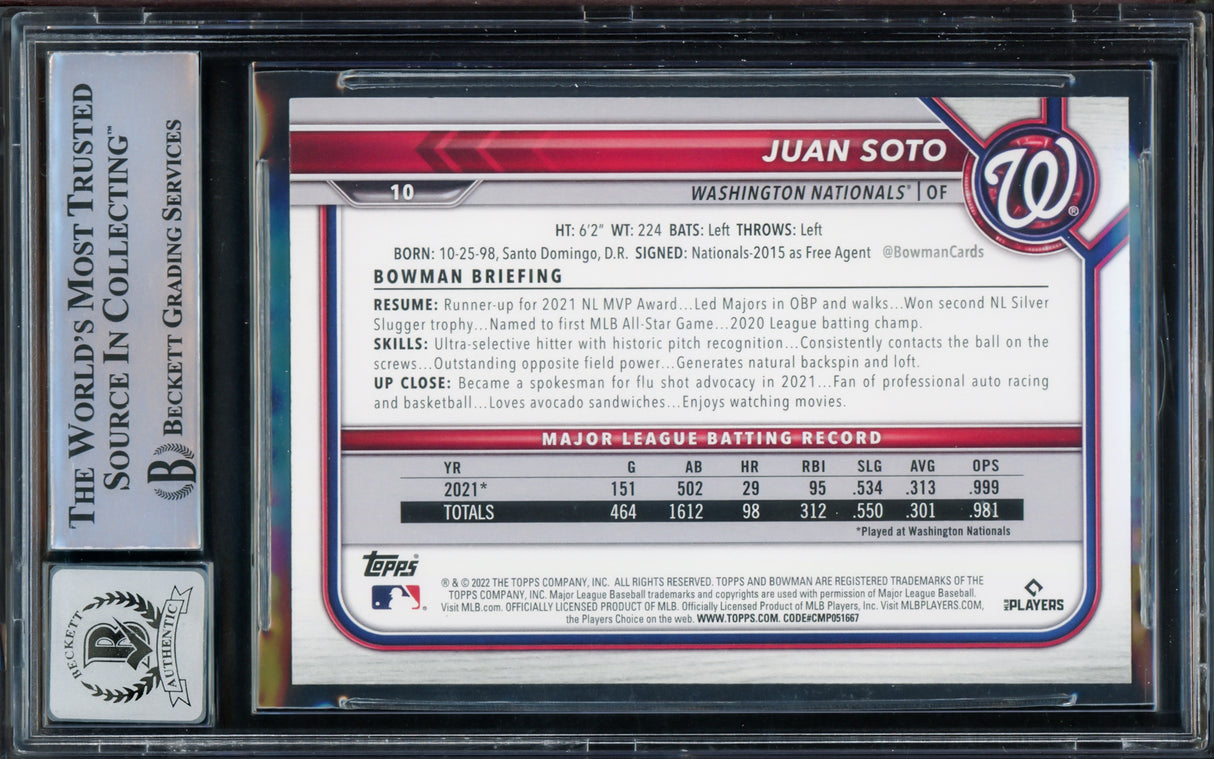 THE WORLD'S MOST TRUSTED
SOURCE IN COLLECTING™
B BECKETT GRADING SERVICES
BECKETT
B
AUTHENTIC
JUAN SOTO
10
WASHINGTON NATIONALS® | OF
W®
HT: 6'2" WT: 224 BATS: Left THROWS: Left
BORN: 10-25-98, Santo Domingo, D.R. SIGNED: Nationals-2015 as Free Agent @BowmanCards
BOWMAN BRIEFING
RESUME: Runner-up for 2021 NL MVP Award...Led Majors in OBP and walks...Won second NL Silver
Slugger trophy...Named to first MLB All-Star Game...2020 League batting champ.
SKILLS: Ultra-selective hitter with historic pitch recognition...Consistently contacts the ball on the
screws...Outstanding opposite field power...Generates natural backspin and loft.
UP CLOSE: Became a spokesman for flu shot advocacy in 2021...Fan of professional auto racing
and basketball...Loves avocado sandwiches...Enjoys watching movies.
MAJOR LEAGUE BATTING RECORD
YR G AB HR RBI SLG AVG OPS
2021* 151 502 29 95 .534 .313 .999
TOTALS 464 1612 98 312 .550 .301 .981
*Played at Washington Nationals
Topps®
® & © 2022 THE TOPPS COMPANY, INC. ALL RIGHTS RESERVED. TOPPS AND BOWMAN ARE REGISTERED TRADEMARKS OF THE
TOPPS COMPANY, INC. Major League Baseball trademarks and copyrights are used with permission of Major League Baseball.
Visit MLB.com. OFFICIALLY LICENSED PRODUCT OF MLB. Officially Licensed Product of MLB Players, Inc. Visit MLBPLAYERS.COM,
the Players Choice on the web. WWW.TOPPS.COM. CODE#CMP051667
MLB PLAYERS